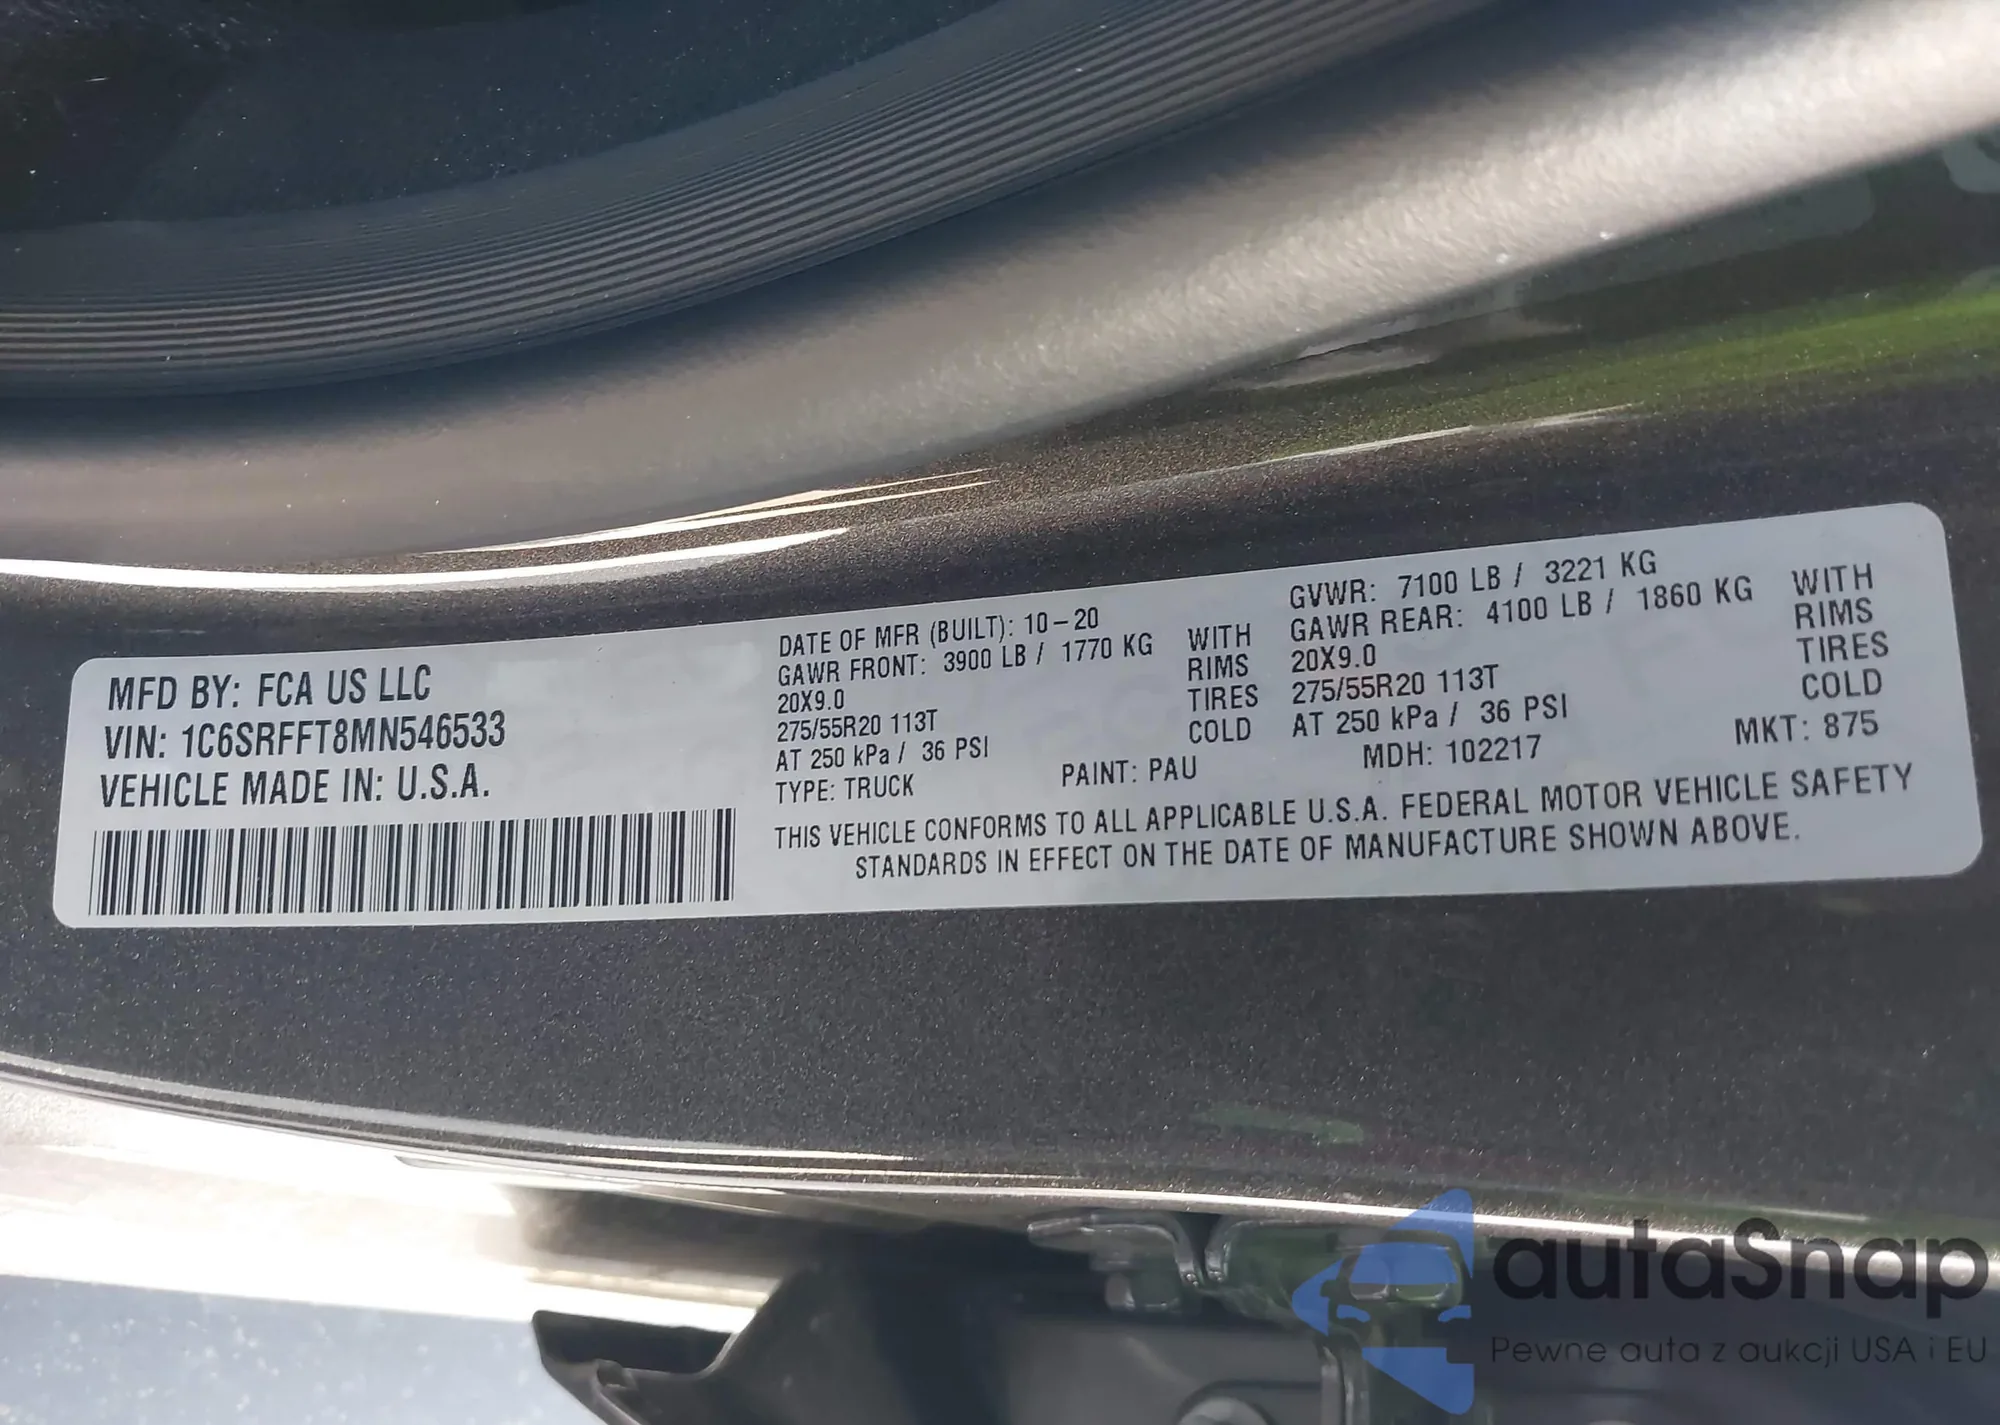 MFD BY: FCA US LLC
VIN: 1C6SRFFT8MN546533
VEHICLE MADE IN: U.S.A.
DATE OF MFR (BUILT): 10-20
GAWR FRONT: 3900 LB / 1770 KG WITH
20X9.0 RIMS
275/55R20 113T TIRES
AT 250 kPa / 36 PSI COLD
TYPE: TRUCK
GVWR: 7100 LB / 3221 KG
GAWR REAR: 4100 LB / 1860 KG WITH
20X9.0 RIMS
275/55R20 113T TIRES
AT 250 kPa / 36 PSI COLD
PAINT: PAU MDH: 102217 MKT: 875
THIS VEHICLE CONFORMS TO ALL APPLICABLE U.S.A. FEDERAL MOTOR VEHICLE SAFETY
STANDARDS IN EFFECT ON THE DATE OF MANUFACTURE SHOWN ABOVE.
autaSnap
Pewne auta z aukcji USA i EU